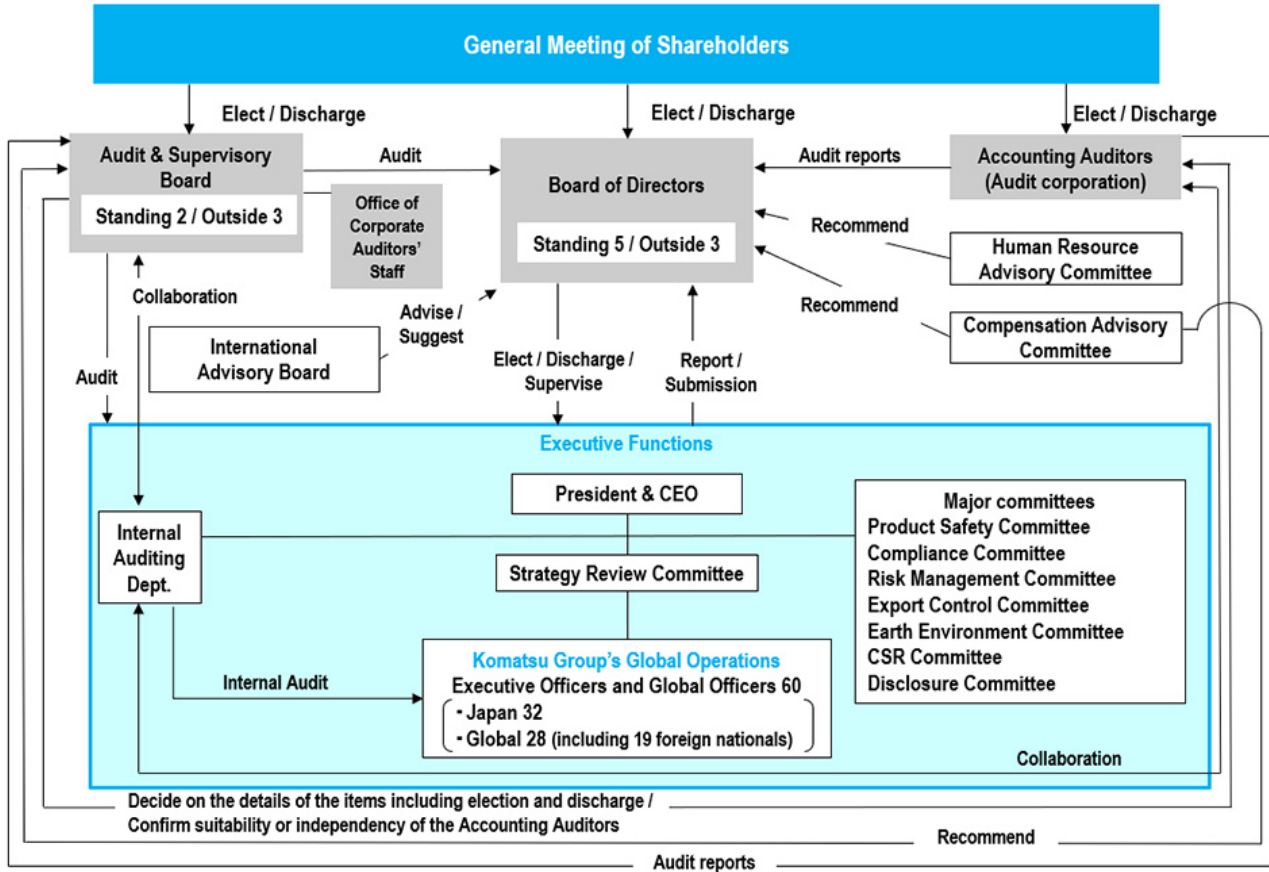 General Meeting of Shareholders
Elect / Discharge
Elect / Discharge
Elect / Discharge
Audit & Supervisory
Board
Standing 2 / Outside 3
Audit
Office of
Corporate
Auditors'
Staff
Board of Directors
Standing 5 / Outside 3
Audit reports
Accounting Auditors
(Audit corporation)
Recommend
Human Resource
Advisory Committee
Recommend
Compensation Advisory
Committee
Collaboration
International
Advisory Board
Advise /
Suggest
Audit
Elect / Discharge /
Supervise
Report /
Submission
Executive Functions
President & CEO
Internal
Auditing
Dept.
Strategy Review Committee
Major committees
Product Safety Committee
Compliance Committee
Risk Management Committee
Export Control Committee
Earth Environment Committee
CSR Committee
Disclosure Committee
Internal Audit
Komatsu Group's Global Operations
Executive Officers and Global Officers 60
- Japan 32
- Global 28 (including 19 foreign nationals)
Collaboration
Decide on the details of the items including election and discharge /
Confirm suitability or independency of the Accounting Auditors
Recommend
Audit reports